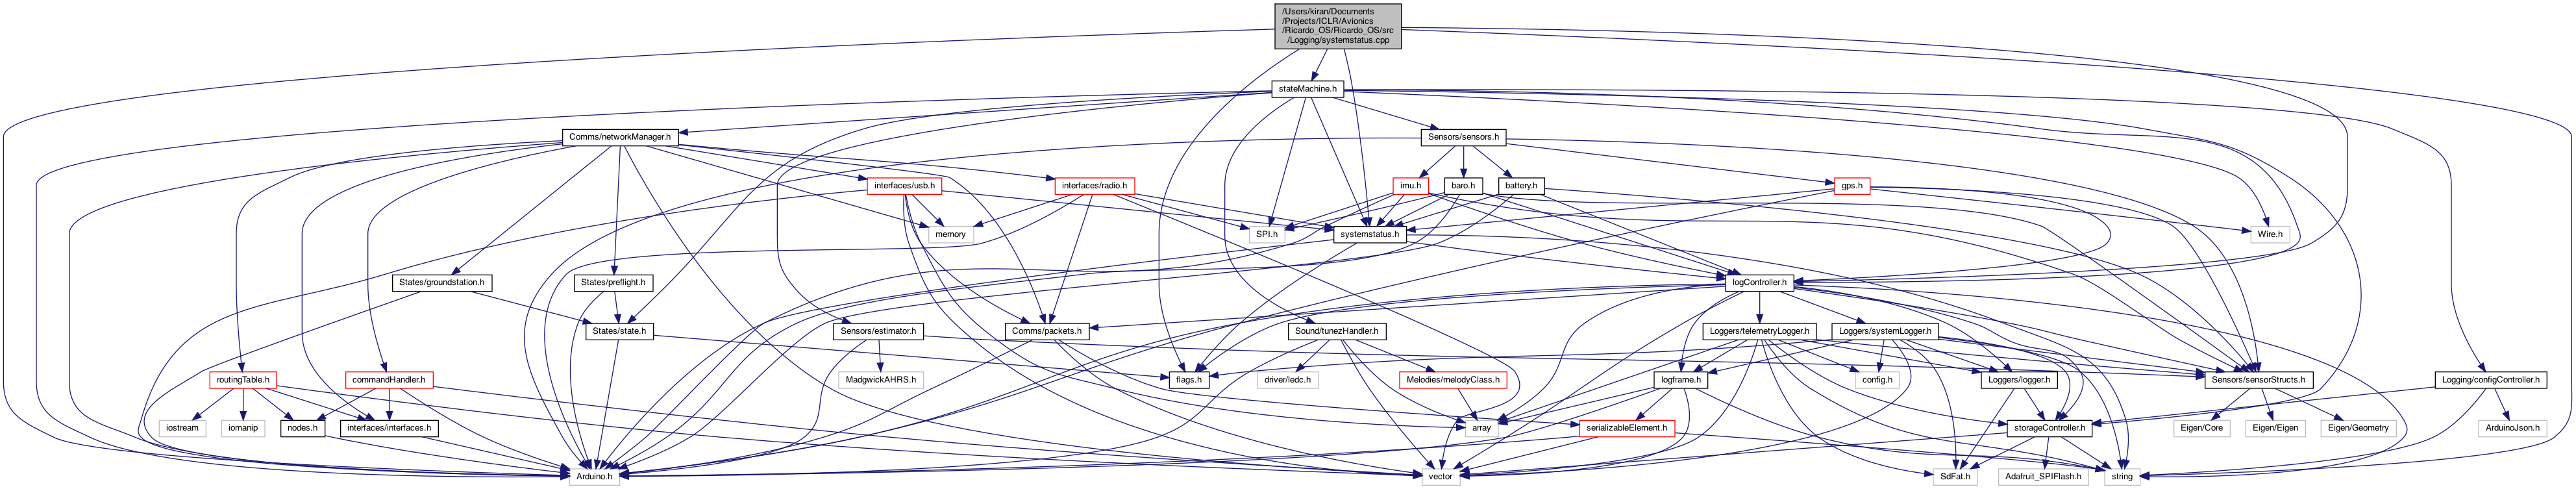 /Users/kiran/Documents
/Projects/ICLR/Avionics
/Ricardo_OS/Ricardo_OS/src
/Logging/systemstatus.cpp
stateMachine.h
Comms/networkManager.h
Sensors/sensors.h
interfaces/usb.h
interfaces/radio.h
imu.h
baro.h
battery.h
gps.h
memory
SPI.h
systemstatus.h
Wire.h
States/groundstation.h
States/preflight.h
logController.h
States/state.h
Sensors/estimator.h
Comms/packets.h
Sound/tunezHandler.h
Loggers/telemetryLogger.h
Loggers/systemLogger.h
routingTable.h
commandHandler.h
MadgwickAHRS.h
flags.h
driver/ledc.h
Melodies/melodyClass.h
logframe.h
config.h
Loggers/logger.h
Sensors/sensorStructs.h
Logging/configController.h
iostream
iomanip
nodes.h
interfaces/interfaces.h
array
serializableElement.h
storageController.h
Eigen/Core
Eigen/Eigen
Eigen/Geometry
ArduinoJson.h
Arduino.h
vector
SdFat.h
Adafruit_SPIFlash.h
string